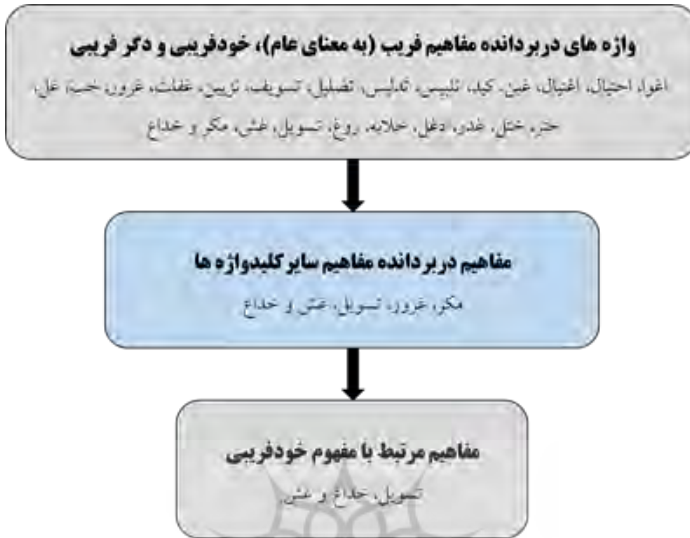 واژه های دربردانده مفاهیم فریب (به معنای عام)، خودفریبی و دگر فریبی
اغوا، احتیال، اغتیال، غبن، کید، تلبیس، تدلیس، تضلیل، تسویف، تزیین، غفلت، غرور، خب، غل،
ختر، ختل، غدر، دغل، خلابه، روغ، تسویل، غش، مکر و خداع
مفاهیم دربردانده مفاهیم سایر کلیدواژه ها
مکر، غرور، تسویل، غش و خداع
مفاهیم مرتبط با مفهوم خودفریبی
تسویل، خداع و غش